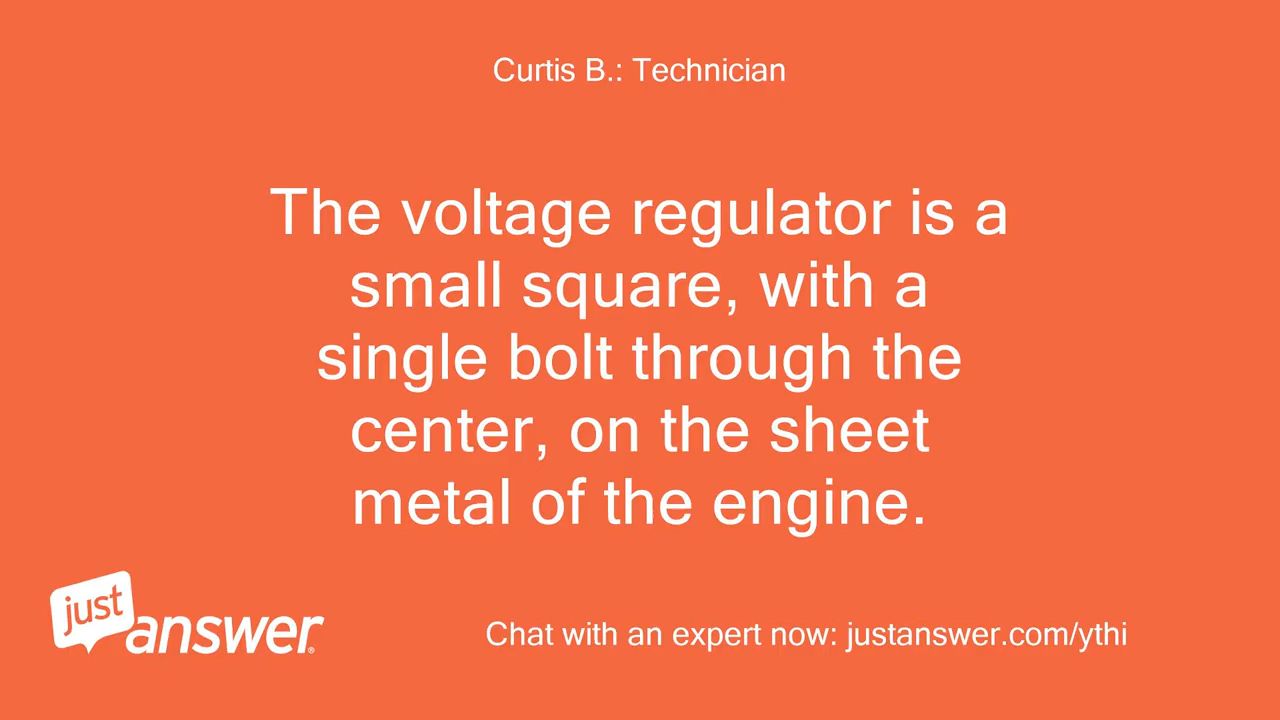 Curtis B.: Technician
The voltage regulator is a
small square, with a
single bolt through the
center, on the sheet
metal of the engine.
just
answer®
Chat with an expert now: justanswer.com/ythi